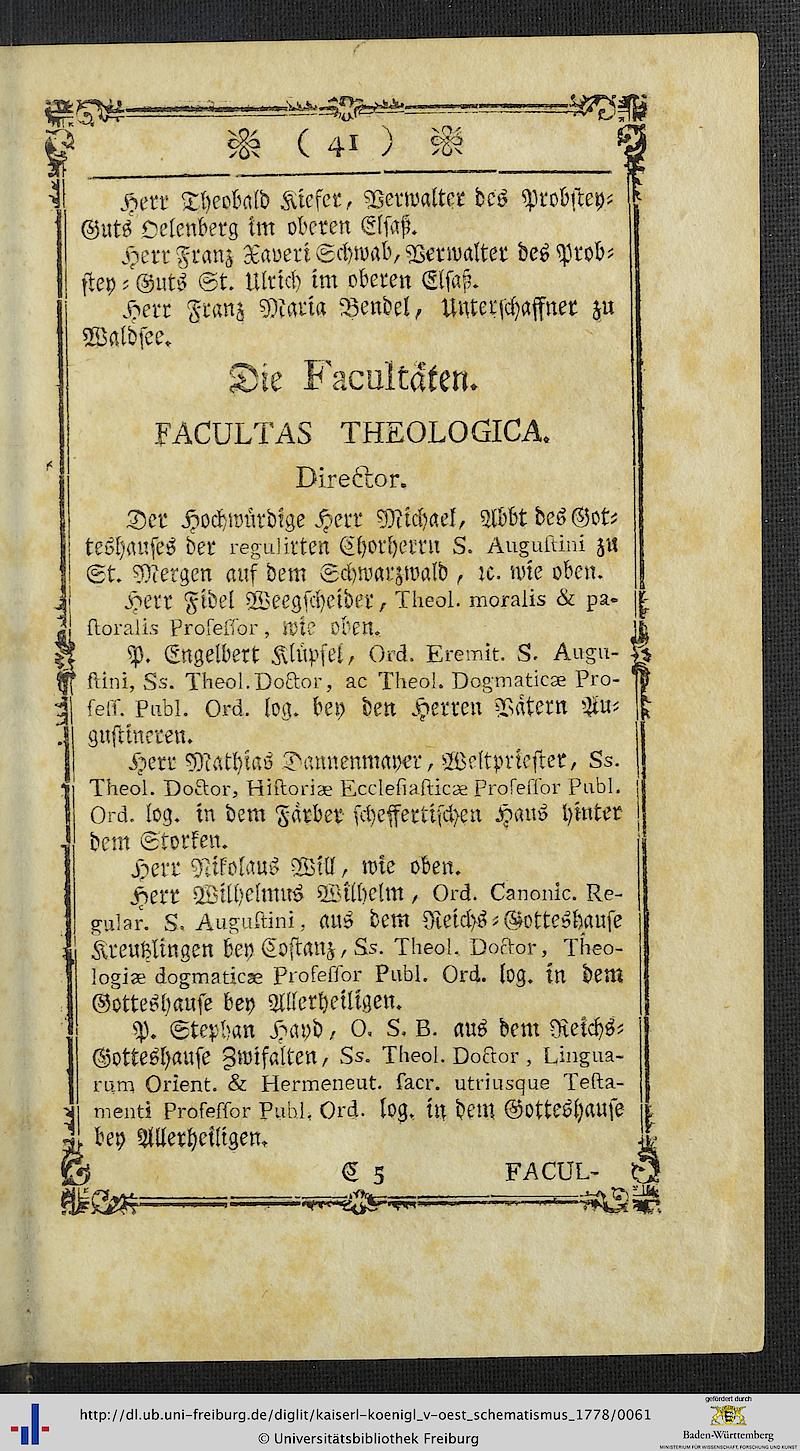 ( 41 )
Herr Theobald Kiefer, Verwalter des Probstey⸗
Guts Oelenberg im oberen Elsaß.
Herr Franz Xaveri Schwab, Verwalter des Prob⸗
stey⸗Guts St. Ulrich im oberen Elsaß.
Herr Franz Maria Bendel, Unterschaffner zu
Waldsee.
Die Facultäten.
FACULTAS THEOLOGICA.
Director.
Der Hochwürdige Herr Michael, Abbt des Got⸗
teshauses der regulirten Chorherrn S. Augustini zu
St. Mergen auf dem Schwarzwald, ꝛc. wie oben.
Herr Fidel Weegscheider, Theol. moralis & pa-
storalis Professor, wie oben.
P. Engelbert Klüpfel, Ord. Eremit. S. Augu-
stini, Ss. Theol. Doctor, ac Theol. Dogmaticæ Pro-
fess. Publ. Ord. log. bey den Herren Vätern Au⸗
gustineren.
Herr Mathias Dannenmayer, Weltpriester, Ss.
Theol. Doctor, Historiæ Ecclesiasticæ Professor Publ.
Ord. log. in dem Färber scheffertischen Haus hinter
dem Storken.
Herr Nikolaus Will, wie oben.
Herr Wilhelmus Wilhelm, Ord. Canonic. Re-
gular. S. Augustini, aus dem Reichs⸗Gotteshause
Kreutzlingen bey Costanz, Ss. Theol. Doctor, Theo-
logiæ dogmaticæ Professor Publ. Ord. log. in dem
Gotteshause bey Allerheiligen.
P. Stephan Hayd, O. S. B. aus dem Reichs⸗
Gotteshause Zwifalten, Ss. Theol. Doctor, Lingua-
rum Orient. & Hermeneut. sacr. utriusque Testa-
menti Professor Publ. Ord. log. in dem Gotteshause
bey Allerheiligen.
C 5 FACUL-
http://dl.ub.uni-freiburg.de/diglit/kaiserl-koenigl_v-oest_schematismus_1778/0061
© Universitätsbibliothek Freiburg
gefördert durch
Baden-Württemberg
MINISTERIUM FÜR WISSENSCHAFT, FORSCHUNG UND KUNST